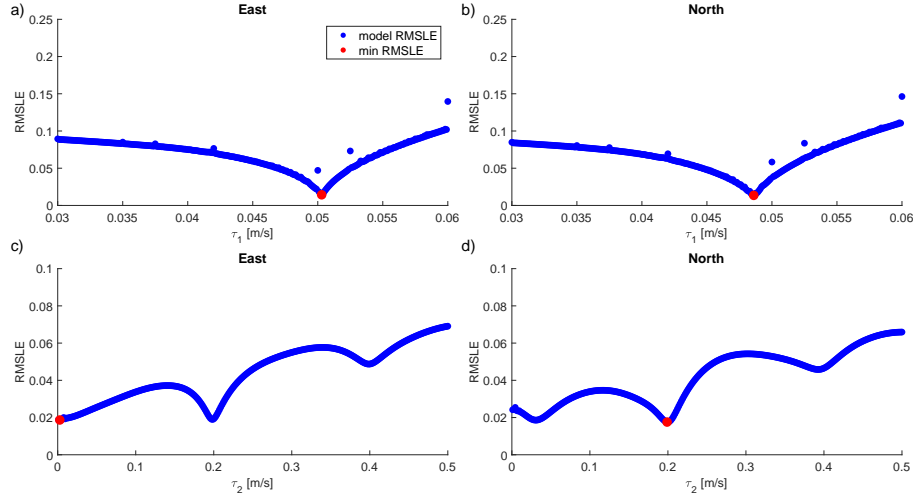 a)
East
0.25
0.2
0.15
0.1
0.05
0
RMSLE
0.03
0.035
0.04
0.045
0.05
0.055
0.06
τ1 [m/s]
model RMSLE
min RMSLE
b)
North
0.25
0.2
0.15
0.1
0.05
0
RMSLE
0.03
0.035
0.04
0.045
0.05
0.055
0.06
τ1 [m/s]
c)
East
0.1
0.08
0.06
0.04
0.02
0
RMSLE
0
0.1
0.2
0.3
0.4
0.5
τ2 [m/s]
d)
North
0.1
0.08
0.06
0.04
0.02
0
RMSLE
0
0.1
0.2
0.3
0.4
0.5
τ2 [m/s]